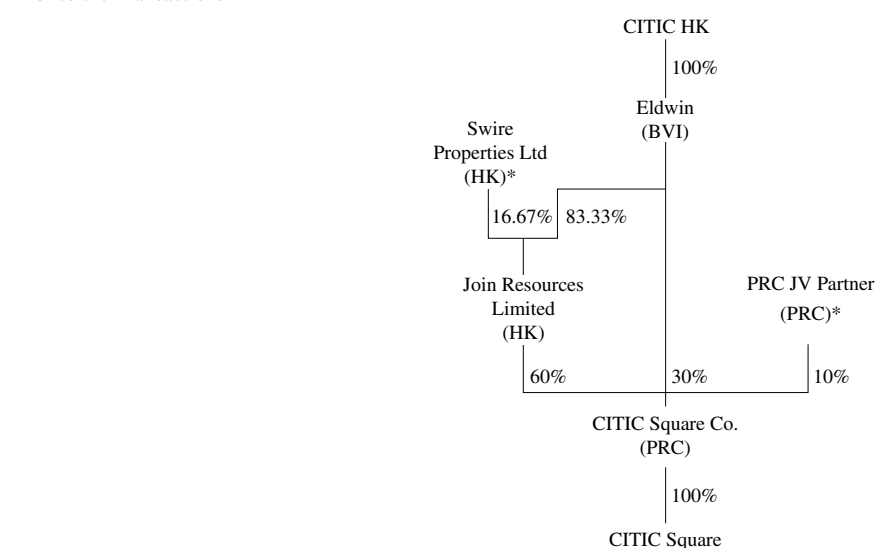 CITIC HK
100%
Eldwin
(BVI)
Swire
Properties Ltd
(HK)*
16.67%
83.33%
Join Resources
Limited
(HK)
PRC JV Partner
(PRC)*
60%
30%
10%
CITIC Square Co.
(PRC)
100%
CITIC Square